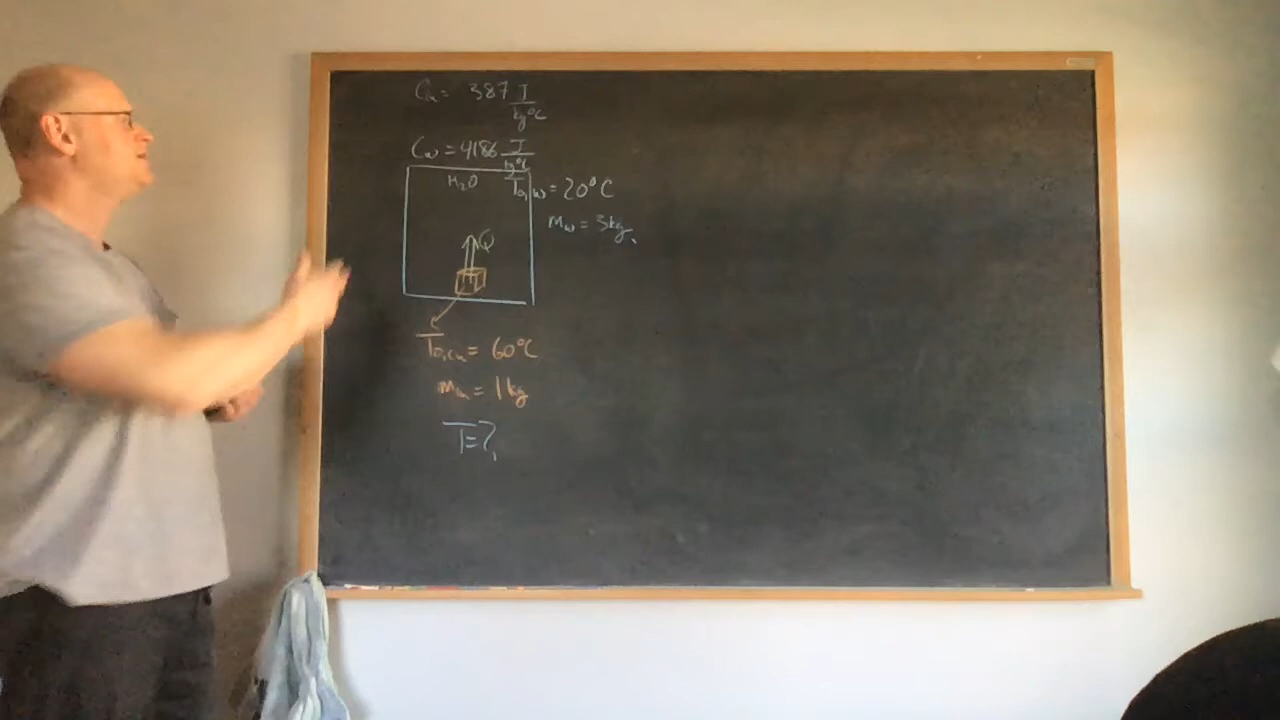 Cu = 387 J/kg°C
Cw = 4186 J/kg°C
H₂O
T₀,w = 20°C
mw = 3kg
Q
T₀,Cu = 60°C
mCu = 1kg
T=?